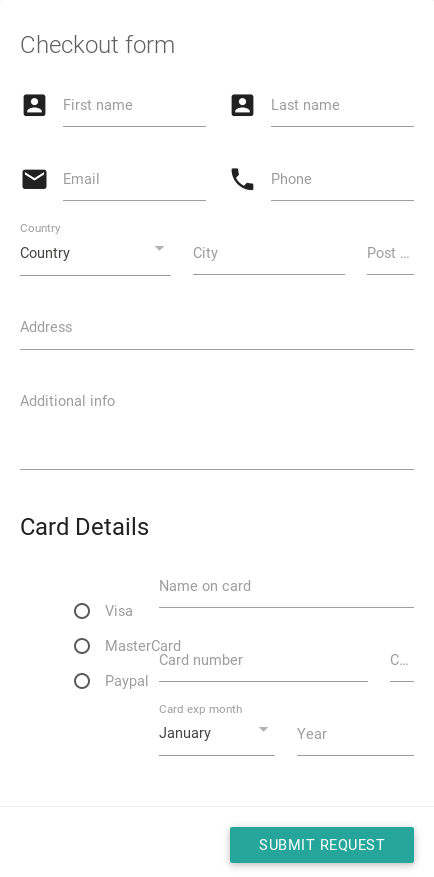 Checkout form
First name Last name
Email Phone
Country
Country City Post ...
Address
Additional info
Card Details
Name on card
Visa
MasterCard
Card number C...
Paypal
Card exp month
January Year
SUBMIT REQUEST